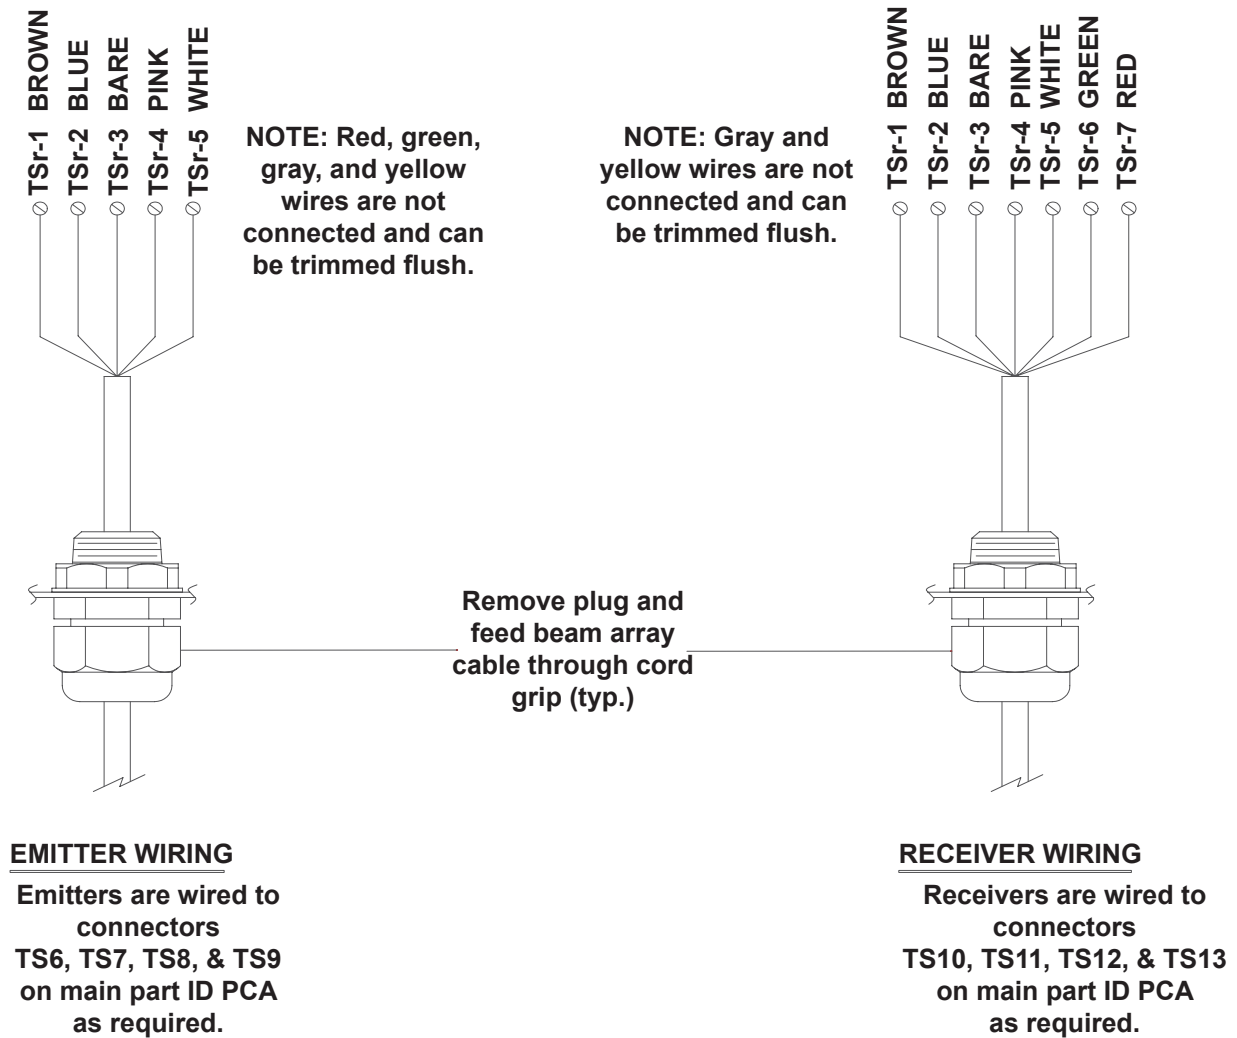 TSr-1 BROWN
TSr-2 BLUE
TSr-3 BARE
TSr-4 PINK
TSr-5 WHITE
NOTE: Red, green,
gray, and yellow
wires are not
connected and can
be trimmed flush.
NOTE: Gray and
yellow wires are not
connected and can
be trimmed flush.
TSr-1 BROWN
TSr-2 BLUE
TSr-3 BARE
TSr-4 PINK
TSr-5 WHITE
TSr-6 GREEN
TSr-7 RED
Remove plug and
feed beam array
cable through cord
grip (typ.)
EMITTER WIRING
Emitters are wired to
connectors
TS6, TS7, TS8, & TS9
on main part ID PCA
as required.
RECEIVER WIRING
Receivers are wired to
connectors
TS10, TS11, TS12, & TS13
on main part ID PCA
as required.